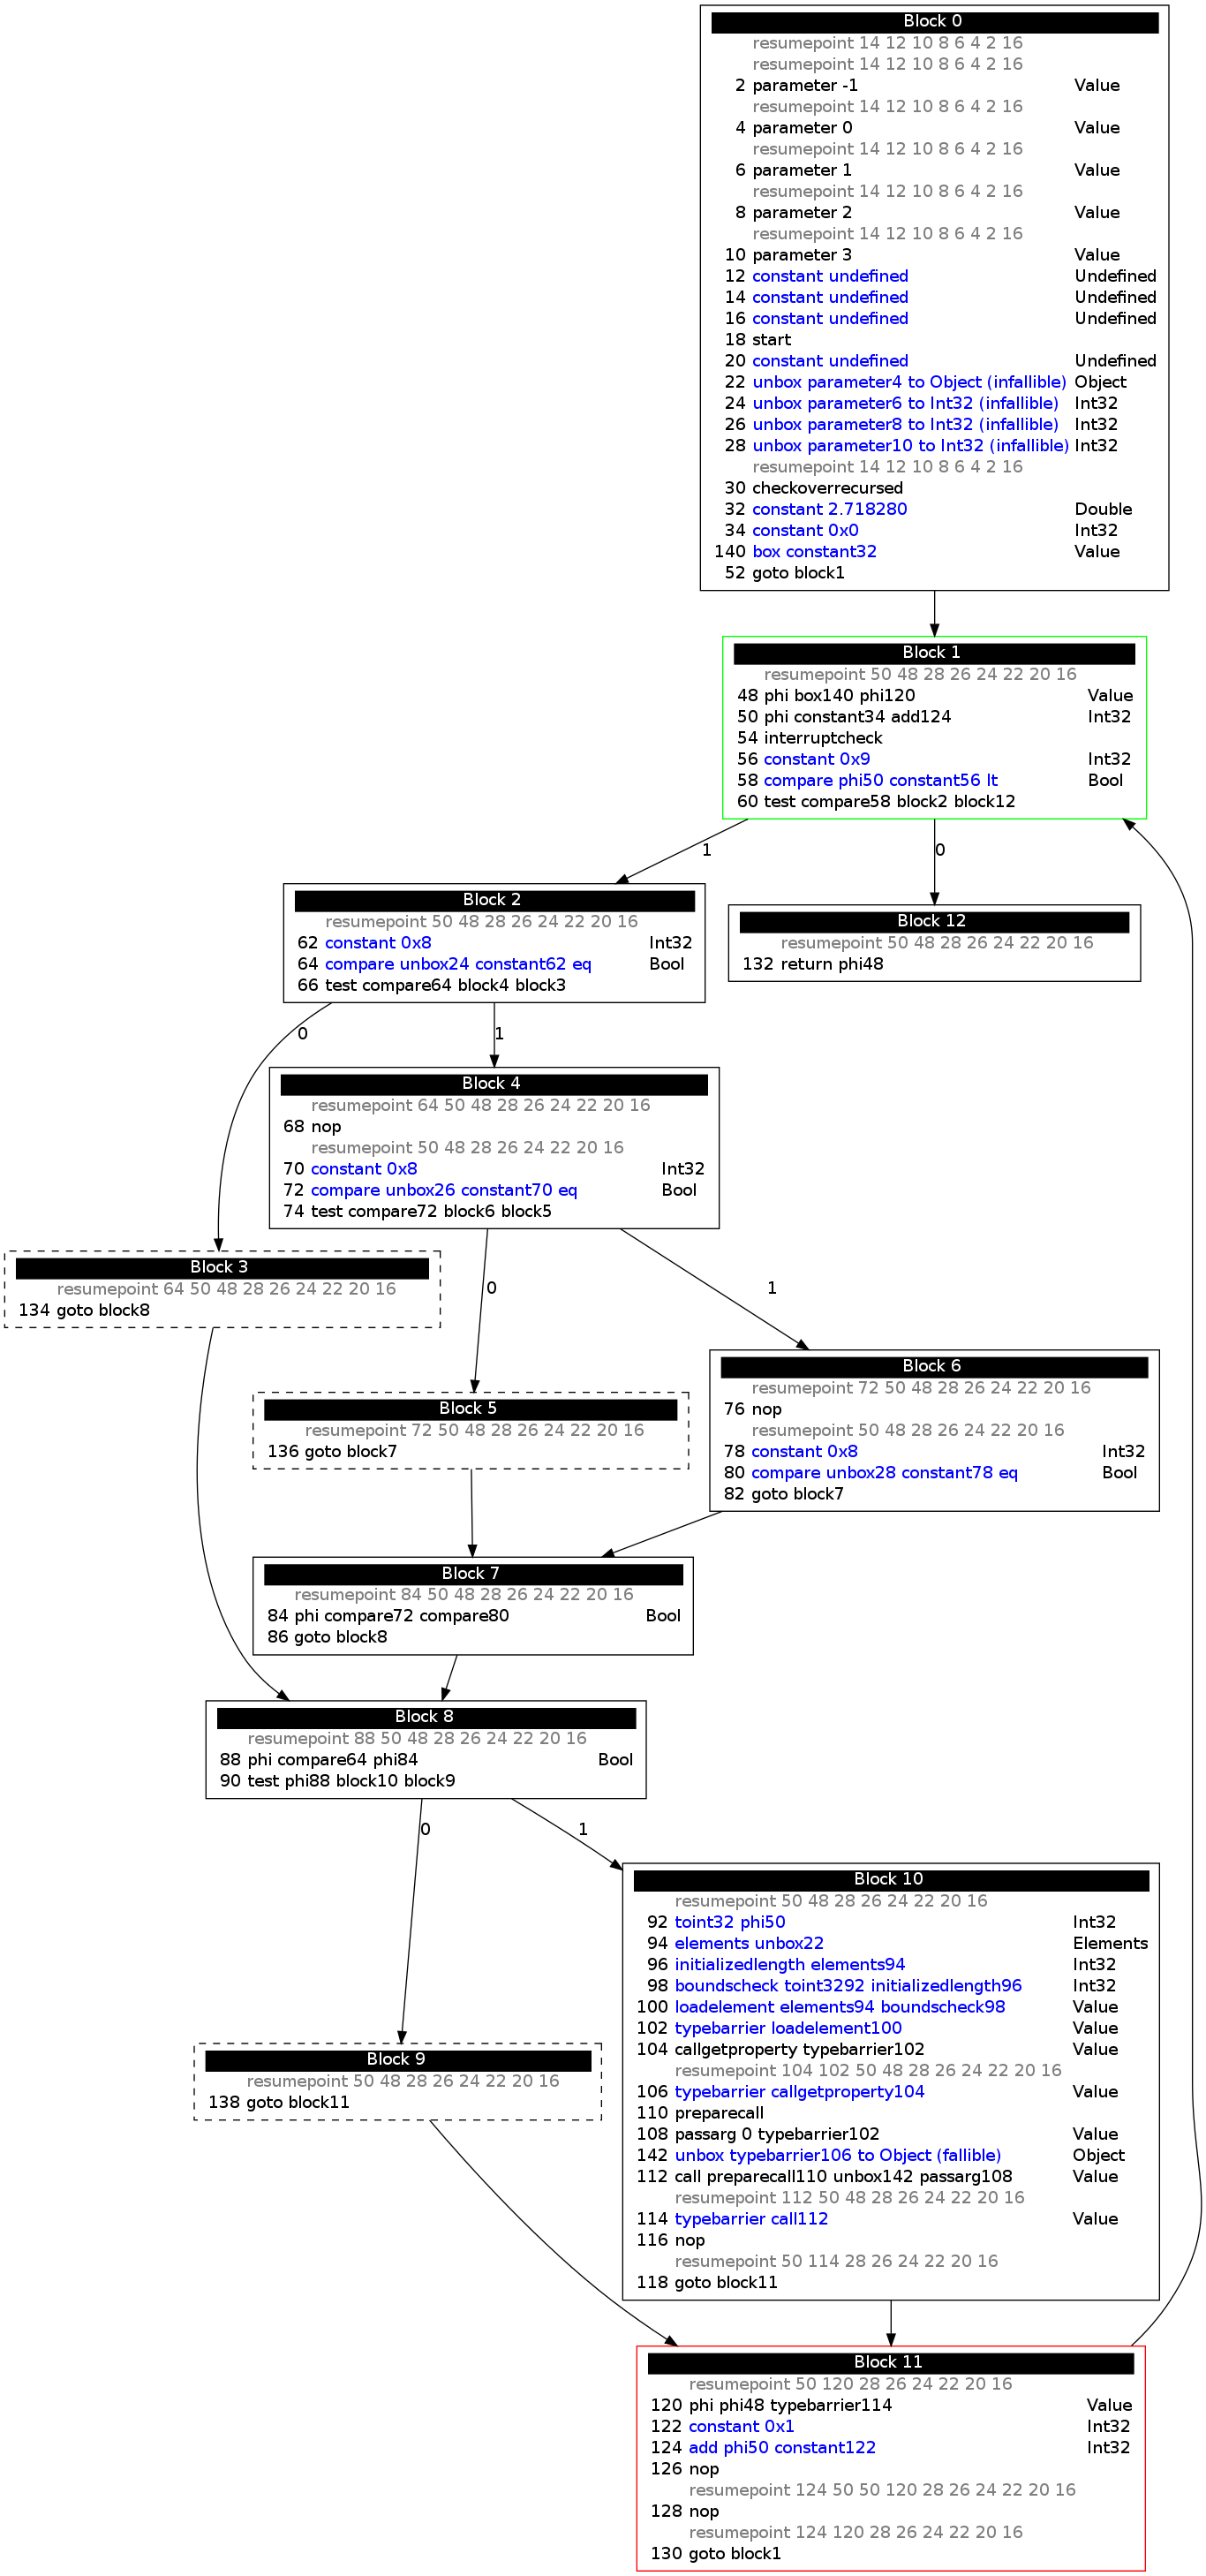 Block 0
resumepoint 14 12 10 8 6 4 2 16
resumepoint 14 12 10 8 6 4 2 16
2 parameter -1 Value
resumepoint 14 12 10 8 6 4 2 16
4 parameter 0 Value
resumepoint 14 12 10 8 6 4 2 16
6 parameter 1 Value
resumepoint 14 12 10 8 6 4 2 16
8 parameter 2 Value
resumepoint 14 12 10 8 6 4 2 16
10 parameter 3 Value
12 constant undefined Undefined
14 constant undefined Undefined
16 constant undefined Undefined
18 start
20 constant undefined Undefined
22 unbox parameter4 to Object (infallible) Object
24 unbox parameter6 to Int32 (infallible) Int32
26 unbox parameter8 to Int32 (infallible) Int32
28 unbox parameter10 to Int32 (infallible) Int32
resumepoint 14 12 10 8 6 4 2 16
30 checkoverrecursed
32 constant 2.718280 Double
34 constant 0x0 Int32
140 box constant32 Value
52 goto block1
Block 1
resumepoint 50 48 28 26 24 22 20 16
48 phi box140 phi120 Value
50 phi constant34 add124 Int32
54 interruptcheck
56 constant 0x9 Int32
58 compare phi50 constant56 lt Bool
60 test compare58 block2 block12
1
0
Block 2
resumepoint 50 48 28 26 24 22 20 16
62 constant 0x8 Int32
64 compare unbox24 constant62 eq Bool
66 test compare64 block4 block3
Block 12
resumepoint 50 48 28 26 24 22 20 16
132 return phi48
0
1
Block 4
resumepoint 64 50 48 28 26 24 22 20 16
68 nop
resumepoint 50 48 28 26 24 22 20 16
70 constant 0x8 Int32
72 compare unbox26 constant70 eq Bool
74 test compare72 block6 block5
Block 3
resumepoint 64 50 48 28 26 24 22 20 16
134 goto block8
0
1
Block 5
resumepoint 72 50 48 28 26 24 22 20 16
136 goto block7
Block 6
resumepoint 72 50 48 28 26 24 22 20 16
76 nop
resumepoint 50 48 28 26 24 22 20 16
78 constant 0x8 Int32
80 compare unbox28 constant78 eq Bool
82 goto block7
Block 7
resumepoint 84 50 48 28 26 24 22 20 16
84 phi compare72 compare80 Bool
86 goto block8
Block 8
resumepoint 88 50 48 28 26 24 22 20 16
88 phi compare64 phi84 Bool
90 test phi88 block10 block9
0
1
Block 10
resumepoint 50 48 28 26 24 22 20 16
92 toint32 phi50 Int32
94 elements unbox22 Elements
96 initializedlength elements94 Int32
98 boundscheck toint3292 initializedlength96 Int32
100 loadelement elements94 boundscheck98 Value
102 typebarrier loadelement100 Value
104 callgetproperty typebarrier102 Value
resumepoint 104 102 50 48 28 26 24 22 20 16
106 typebarrier callgetproperty104 Value
110 preparecall
108 passarg 0 typebarrier102 Value
142 unbox typebarrier106 to Object (fallible) Object
112 call preparecall110 unbox142 passarg108 Value
resumepoint 112 50 48 28 26 24 22 20 16
114 typebarrier call112 Value
116 nop
resumepoint 50 114 28 26 24 22 20 16
118 goto block11
Block 9
resumepoint 50 48 28 26 24 22 20 16
138 goto block11
Block 11
resumepoint 50 120 28 26 24 22 20 16
120 phi phi48 typebarrier114 Value
122 constant 0x1 Int32
124 add phi50 constant122 Int32
126 nop
resumepoint 124 50 50 120 28 26 24 22 20 16
128 nop
resumepoint 124 120 28 26 24 22 20 16
130 goto block1